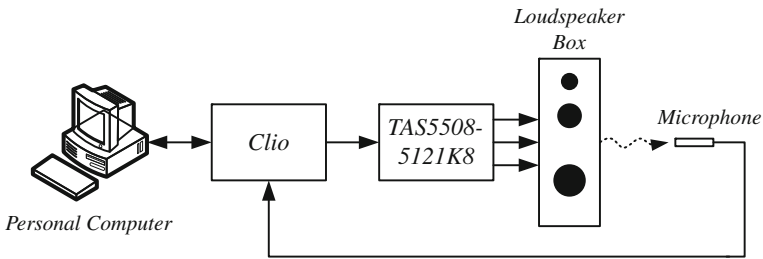 Loudspeaker
Box
Microphone
Clio
TAS5508-
5121K8
Personal Computer